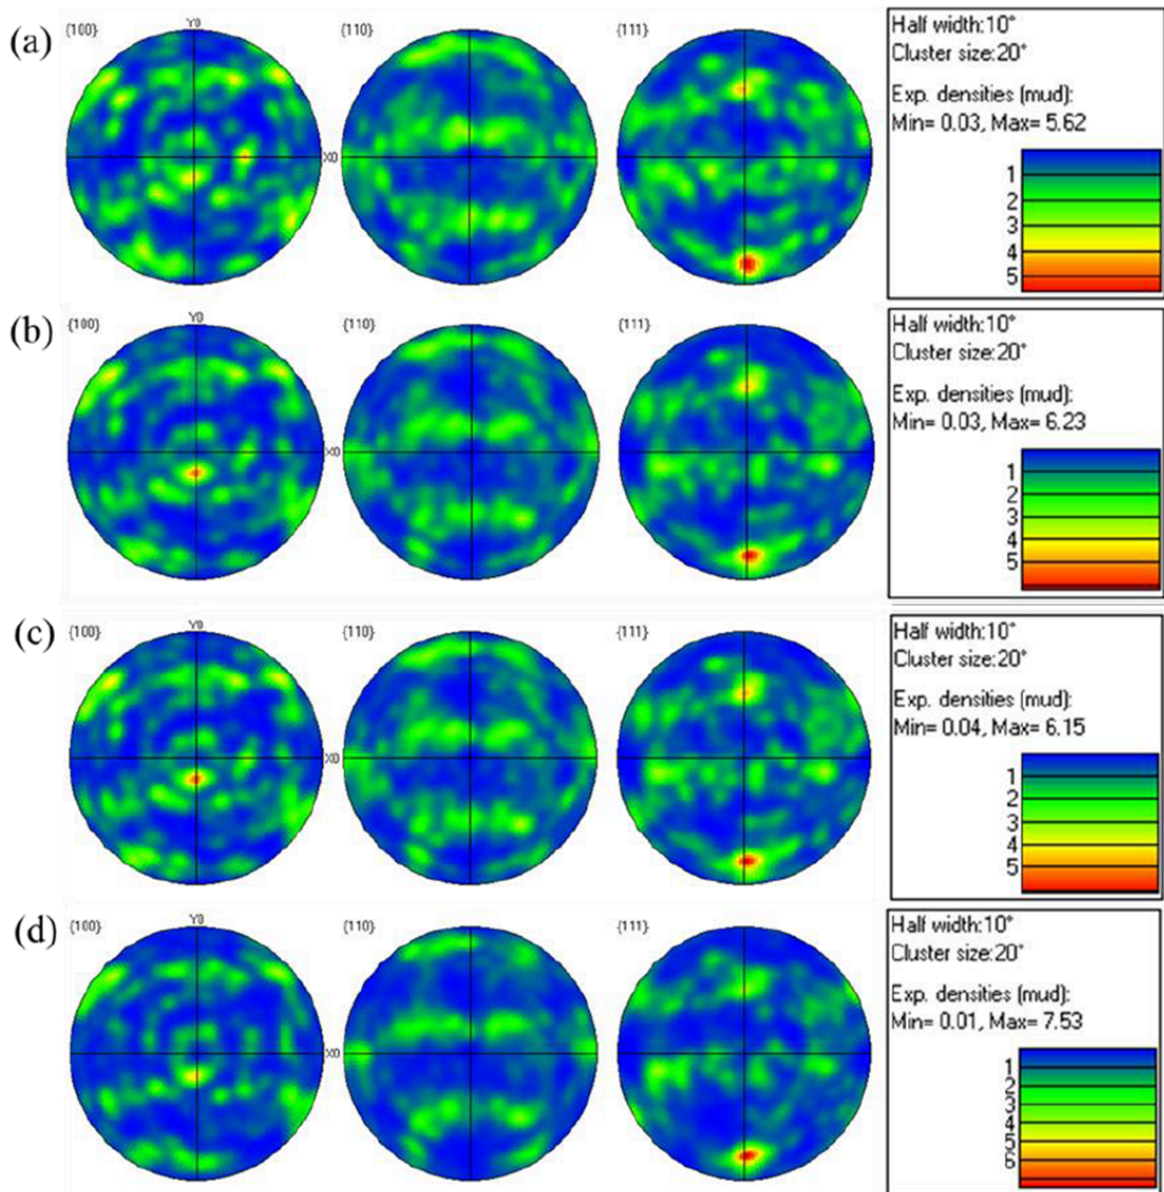 (a)
{100}
Y0
{110}
{111}
X0
Half width:10°
Cluster size:20°
Exp. densities (mud):
Min= 0.03, Max= 5.62
1
2
3
4
5
(b)
{100}
Y0
{110}
{111}
X0
Half width:10°
Cluster size:20°
Exp. densities (mud):
Min= 0.03, Max= 6.23
1
2
3
4
5
(c)
{100}
Y0
{110}
{111}
X0
Half width:10°
Cluster size:20°
Exp. densities (mud):
Min= 0.04, Max= 6.15
1
2
3
4
5
(d)
{100}
Y0
{110}
{111}
X0
Half width:10°
Cluster size:20°
Exp. densities (mud):
Min= 0.01, Max= 7.53
1
2
3
4
5
6